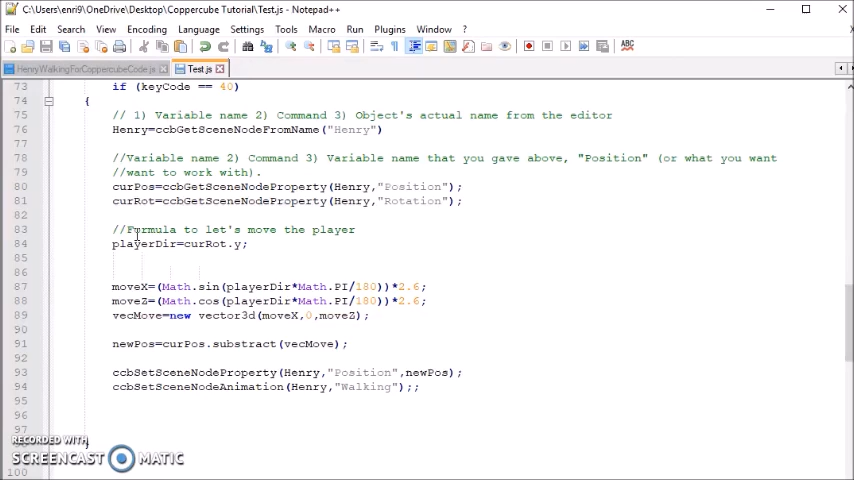 C:\Users\enri9\OneDrive\Desktop\Coppercube Tutorial\Test.js - Notepad++
File Edit Search View Encoding Language Settings Tools Macro Run Plugins Window ?
HenryWalkingForCoppercubeCode.js Test.js
73 if (keyCode == 40)
74 {
75 // 1) Variable name 2) Command 3) Object's actual name from the editor
76 Henry=ccbGetSceneNodeFromName("Henry")
77
78 //Variable name 2) Command 3) Variable name that you gave above, "Position" (or what you want
79 //want to work with).
80 curPos=ccbGetSceneNodeProperty(Henry,"Position");
81 curRot=ccbGetSceneNodeProperty(Henry,"Rotation");
82
83 //Formula to let's move the player
84 playerDir=curRot.y;
85
86
87 moveX=(Math.sin(playerDir*Math.PI/180))*2.6;
88 moveZ=(Math.cos(playerDir*Math.PI/180))*2.6;
89 vecMove=new vector3d(moveX,0,moveZ);
90
91 newPos=curPos.substract(vecMove);
92
93 ccbSetSceneNodeProperty(Henry,"Position",newPos);
94 ccbSetSceneNodeAnimation(Henry,"Walking");;
95
96
97
}
100
RECORDED WITH
SCREENCAST MATIC